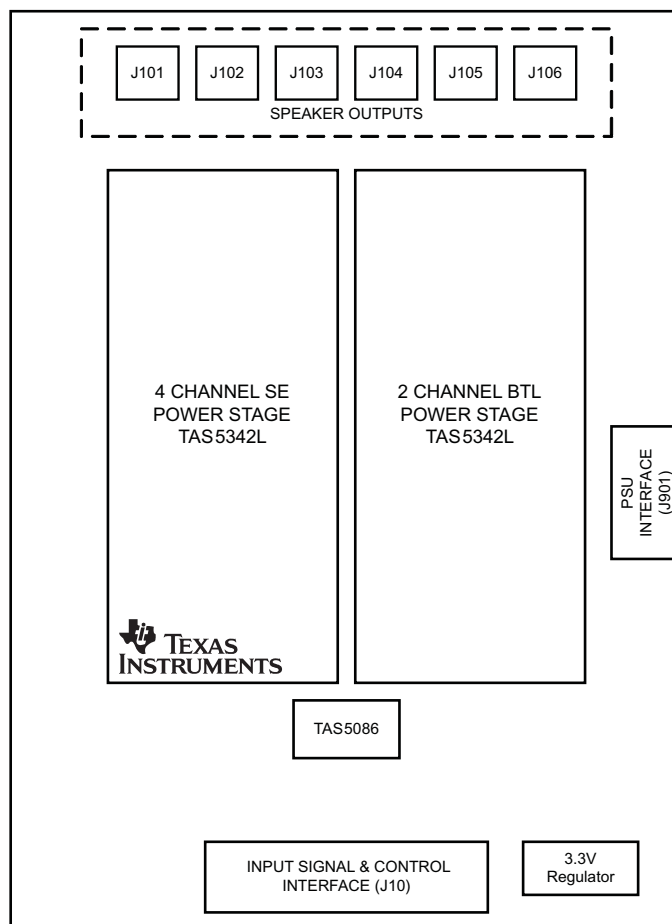 J101 J102 J103 J104 J105 J106
SPEAKER OUTPUTS
4 CHANNEL SE
POWER STAGE
TAS5342L
2 CHANNEL BTL
POWER STAGE
TAS5342L
PSU
INTERFACE
(J901)
TEXAS
INSTRUMENTS
TAS5086
INPUT SIGNAL & CONTROL
INTERFACE (J10)
3.3V
Regulator